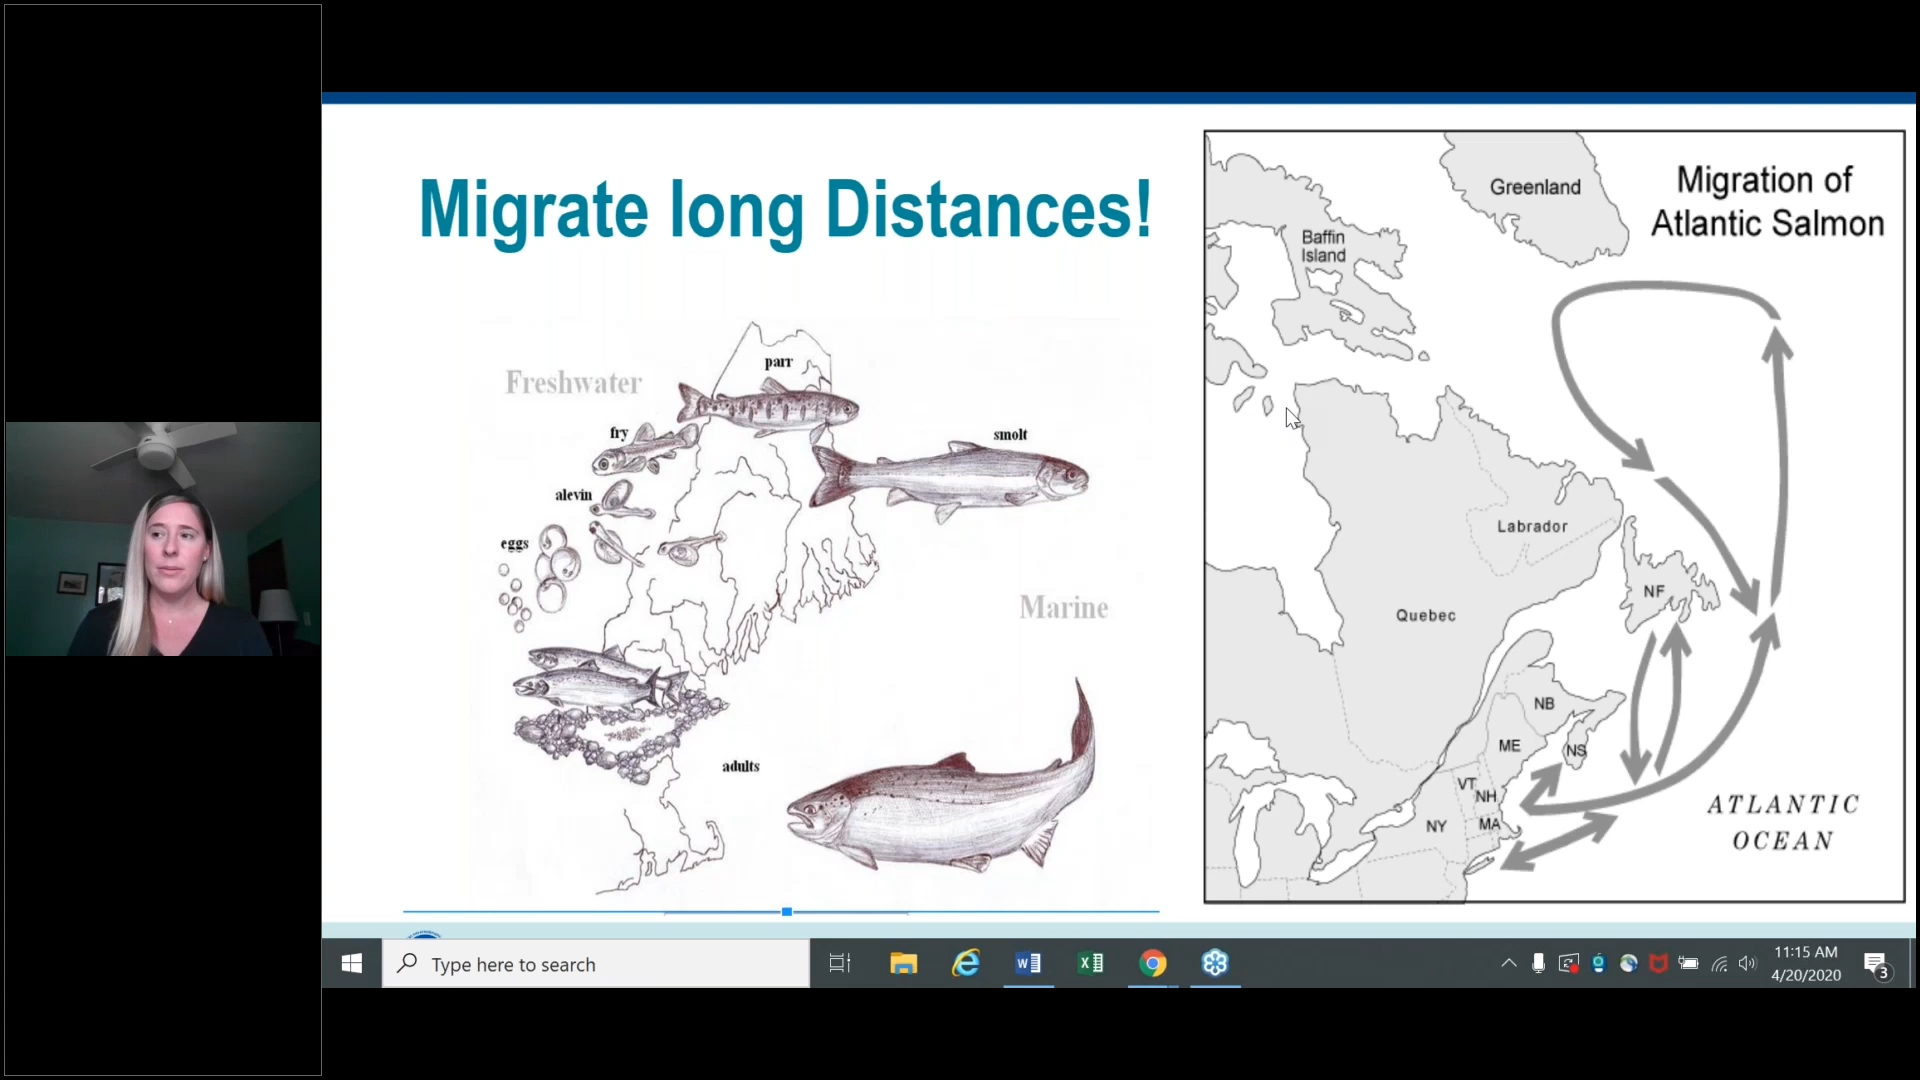 Migrate long Distances!
Freshwater
parr
fry
smolt
alevin
eggs
Marine
adults
Migration of
Atlantic Salmon
Greenland
Baffin
Island
Labrador
NF
Quebec
NB
ME
NS
VT
NH
NY
MA
ATLANTIC
OCEAN
Type here to search
11:15 AM
4/20/2020
3